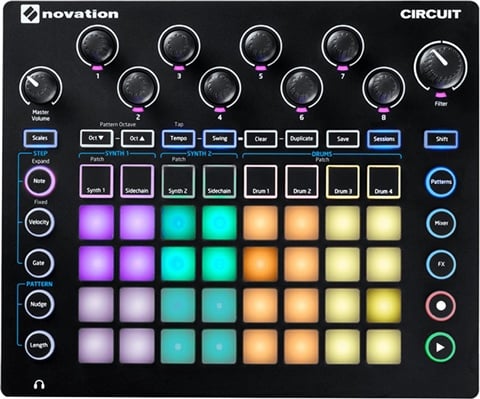 novation
CIRCUIT
1
3
5
7
2
4
6
8
Master
Volume
Filter
Pattern Octave
Tap
Scales
Oct ▼
Oct ▲
Tempo
Swing
Clear
Duplicate
Save
Sessions
Shift
STEP
SYNTH 1
SYNTH 2
DRUMS
Expand
Patch
Patch
Patch
Note
Synth 1
Sidechain
Synth 2
Sidechain
Drum 1
Drum 2
Drum 3
Drum 4
Patterns
Fixed
Velocity
Mixer
Gate
FX
PATTERN
Nudge
Length